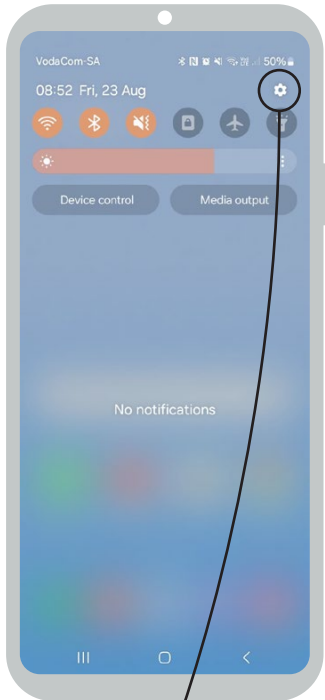 VodaCom-SA 50%
08:52 Fri, 23 Aug
Device control Media output
No notifications